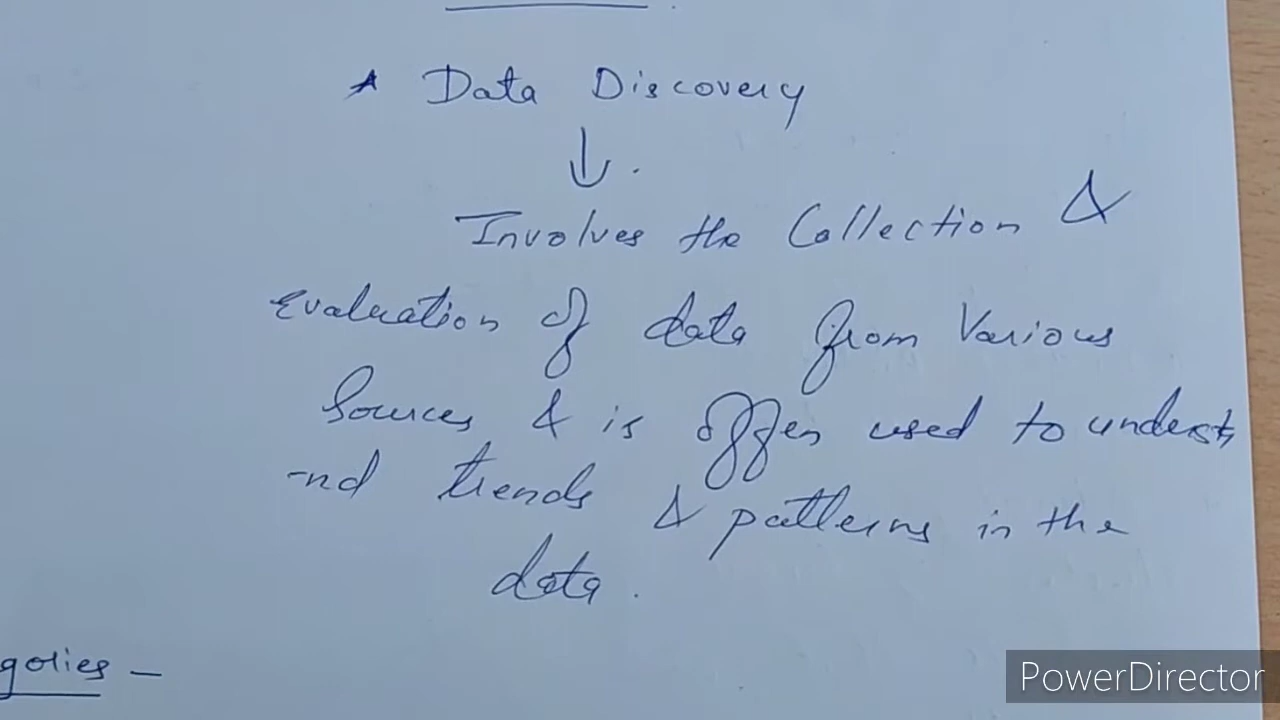 * Data Discovery
↓.
Involves the Collection &
evaluation of data from Various
Sources & is offen used to underst
-nd trends & patterns in the
data.
gories -
PowerDirector